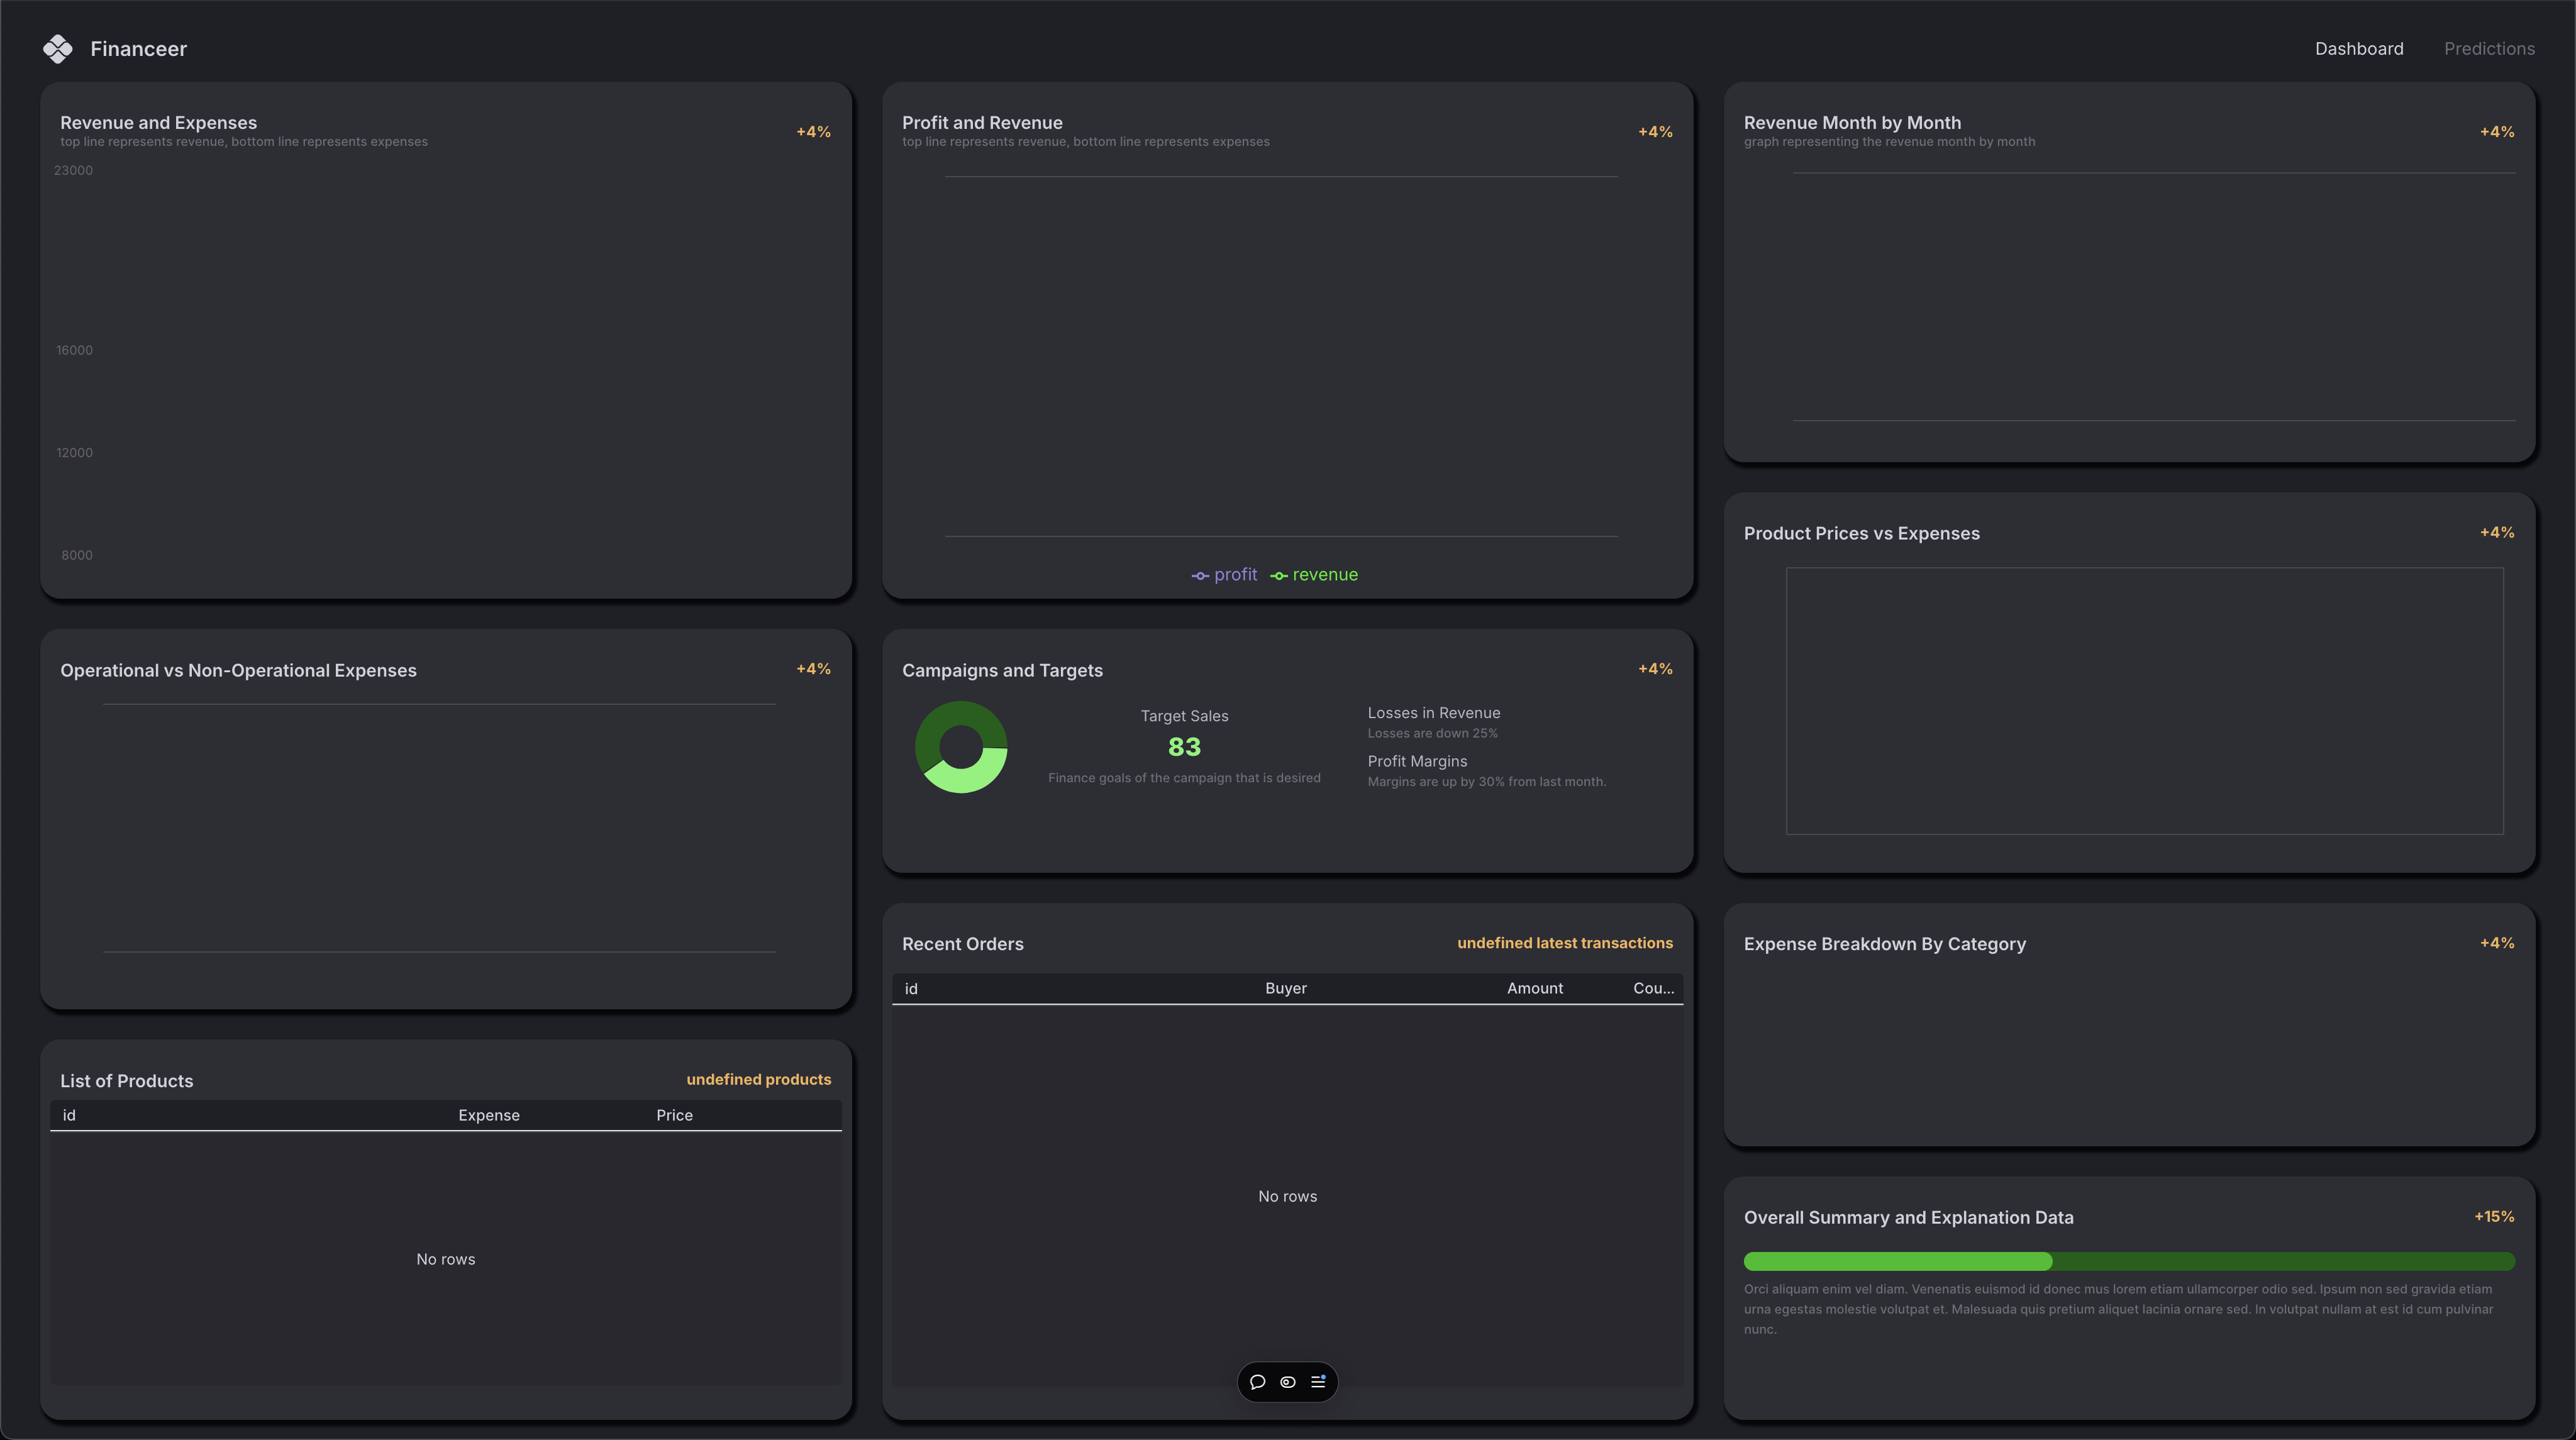 Financeer
Dashboard
Predictions
Revenue and Expenses
top line represents revenue, bottom line represents expenses
+4%
23000
16000
12000
8000
Profit and Revenue
top line represents revenue, bottom line represents expenses
+4%
profit
revenue
Revenue Month by Month
graph representing the revenue month by month
+4%
Product Prices vs Expenses
+4%
Operational vs Non-Operational Expenses
+4%
Campaigns and Targets
+4%
Target Sales
83
Finance goals of the campaign that is desired
Losses in Revenue
Losses are down 25%
Profit Margins
Margins are up by 30% from last month.
Recent Orders
undefined latest transactions
id Buyer Amount Cou...
No rows
Expense Breakdown By Category
+4%
List of Products
undefined products
id Expense Price
No rows
Overall Summary and Explanation Data
+15%
Orci aliquam enim vel diam. Venenatis euismod id donec mus lorem etiam ullamcorper odio sed. Ipsum non sed gravida etiam
urna egestas molestie volutpat et. Malesuada quis pretium aliquet lacinia ornare sed. In volutpat nullam at est id cum pulvinar
nunc.